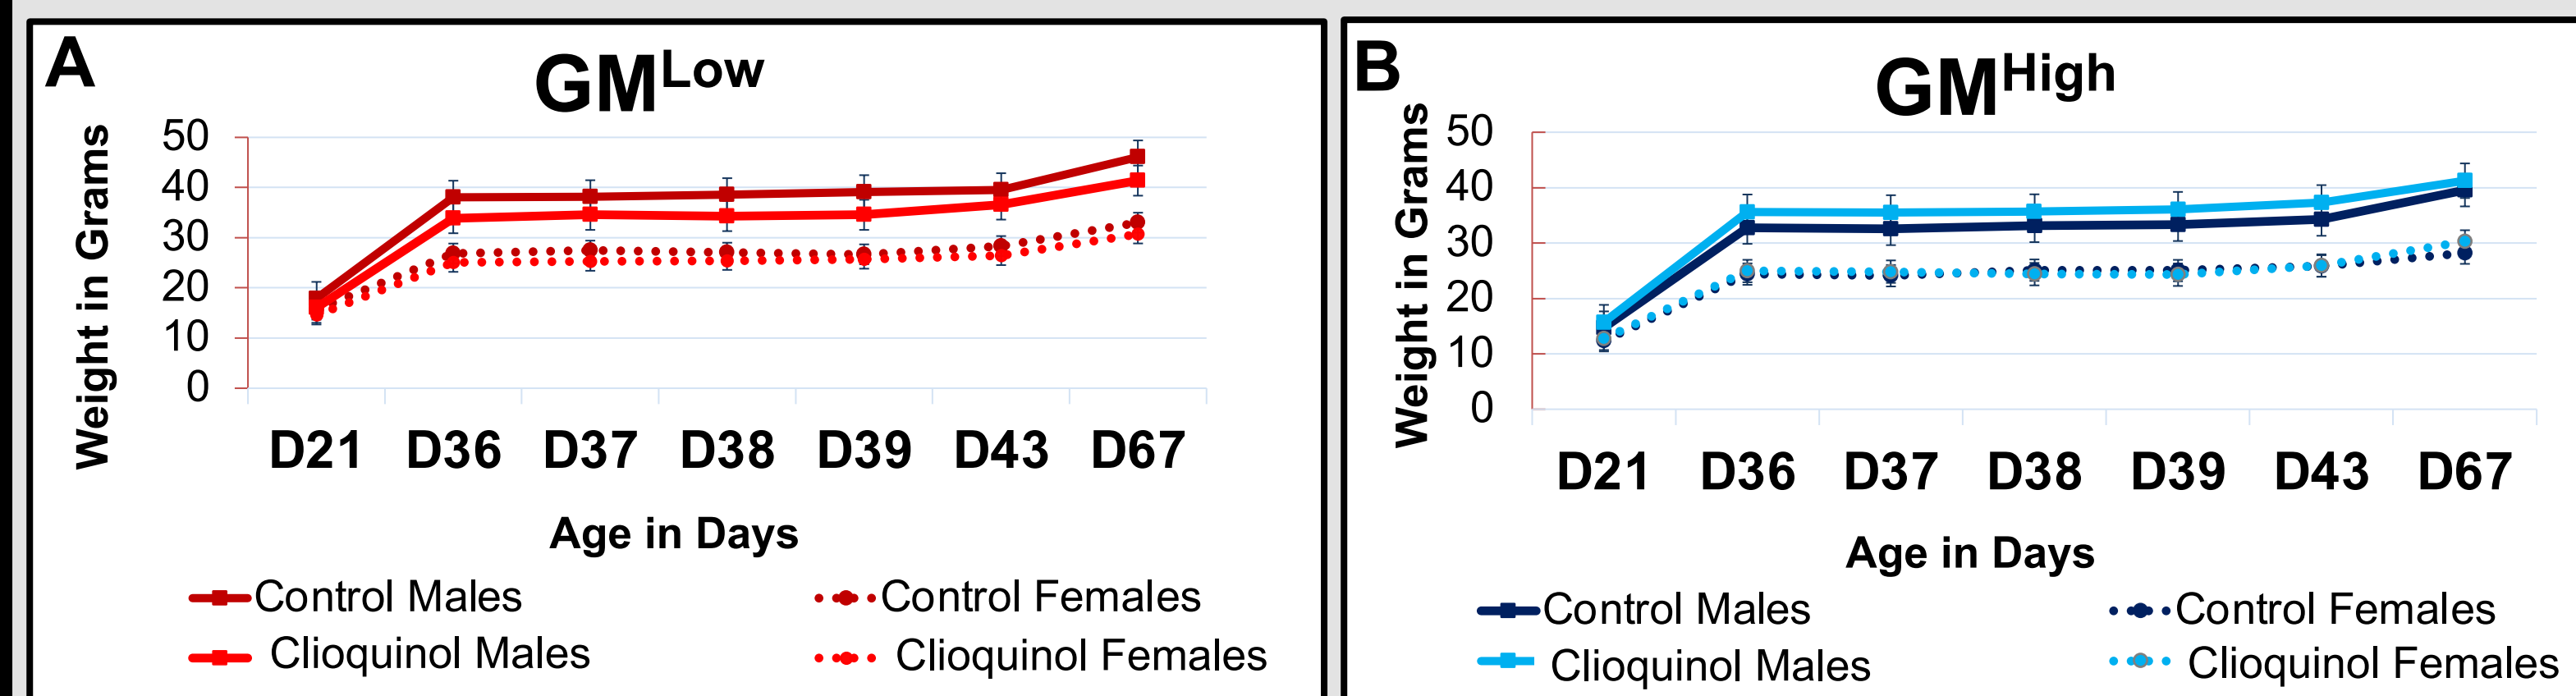 A
GMLow
Weight in Grams
50
40
30
20
10
0
D21 D36 D37 D38 D39 D43 D67
Age in Days
Control Males
Control Females
Clioquinol Males
Clioquinol Females
B
GMHigh
Weight in Grams
50
40
30
20
10
0
D21 D36 D37 D38 D39 D43 D67
Age in Days
Control Males
Control Females
Clioquinol Males
Clioquinol Females